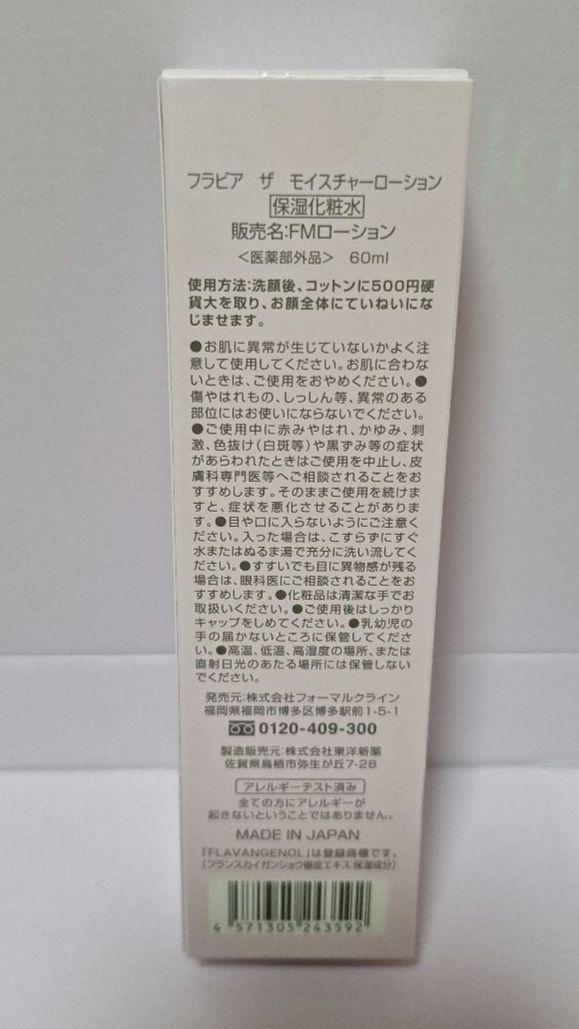 フラビア ザ モイスチャーローション
保湿化粧水
販売名:FMローション
＜医薬部外品＞ 60ml
使用方法:洗顔後、コットンに500円硬
貨大を取り、お顔全体にていねいにな
じませます。
●お肌に異常が生じていないかよく注
意して使用してください。お肌に合わな
いときは、ご使用をおやめください。●
傷やはれもの、しっしん等、異常のある
部位にはお使いにならないでください。
●ご使用中に赤みやはれ、かゆみ、刺
激、色抜け(白斑等)や黒ずみ等の症状
があらわれたときはご使用を中止し、皮
膚科専門医等へご相談されることをお
すすめします。そのままご使用を続けま
すと、症状を悪化させることがありま
す。●目や口に入らないようにご注意く
ださい。入った場合は、こすらずにすぐ
水またはぬるま湯で充分に洗い流してく
ださい。●すすいでも目に異物感が残る
場合は、眼科医にご相談されることをお
すすめします。●化粧品は清潔な手でお
取扱いください。●ご使用後はしっかり
キャップをしめてください。●乳幼児の
手の届かないところに保管してくださ
い。●高温、低温、高湿度の場所、または
直射日光のあたる場所には保管しない
でください。
発売元:株式会社フォーマルクライン
福岡県福岡市博多区博多駅前1-5-1
0120-409-300
製造販売元:株式会社東洋新薬
佐賀県鳥栖市弥生が丘7-28
アレルギーテスト済み
全ての方にアレルギーが
起きないということではありません。
MADE IN JAPAN
「FLAVANGENOL」は登録商標です。
(フランスカイガンショウ樹皮エキス 保湿成分)
4 571305 243592